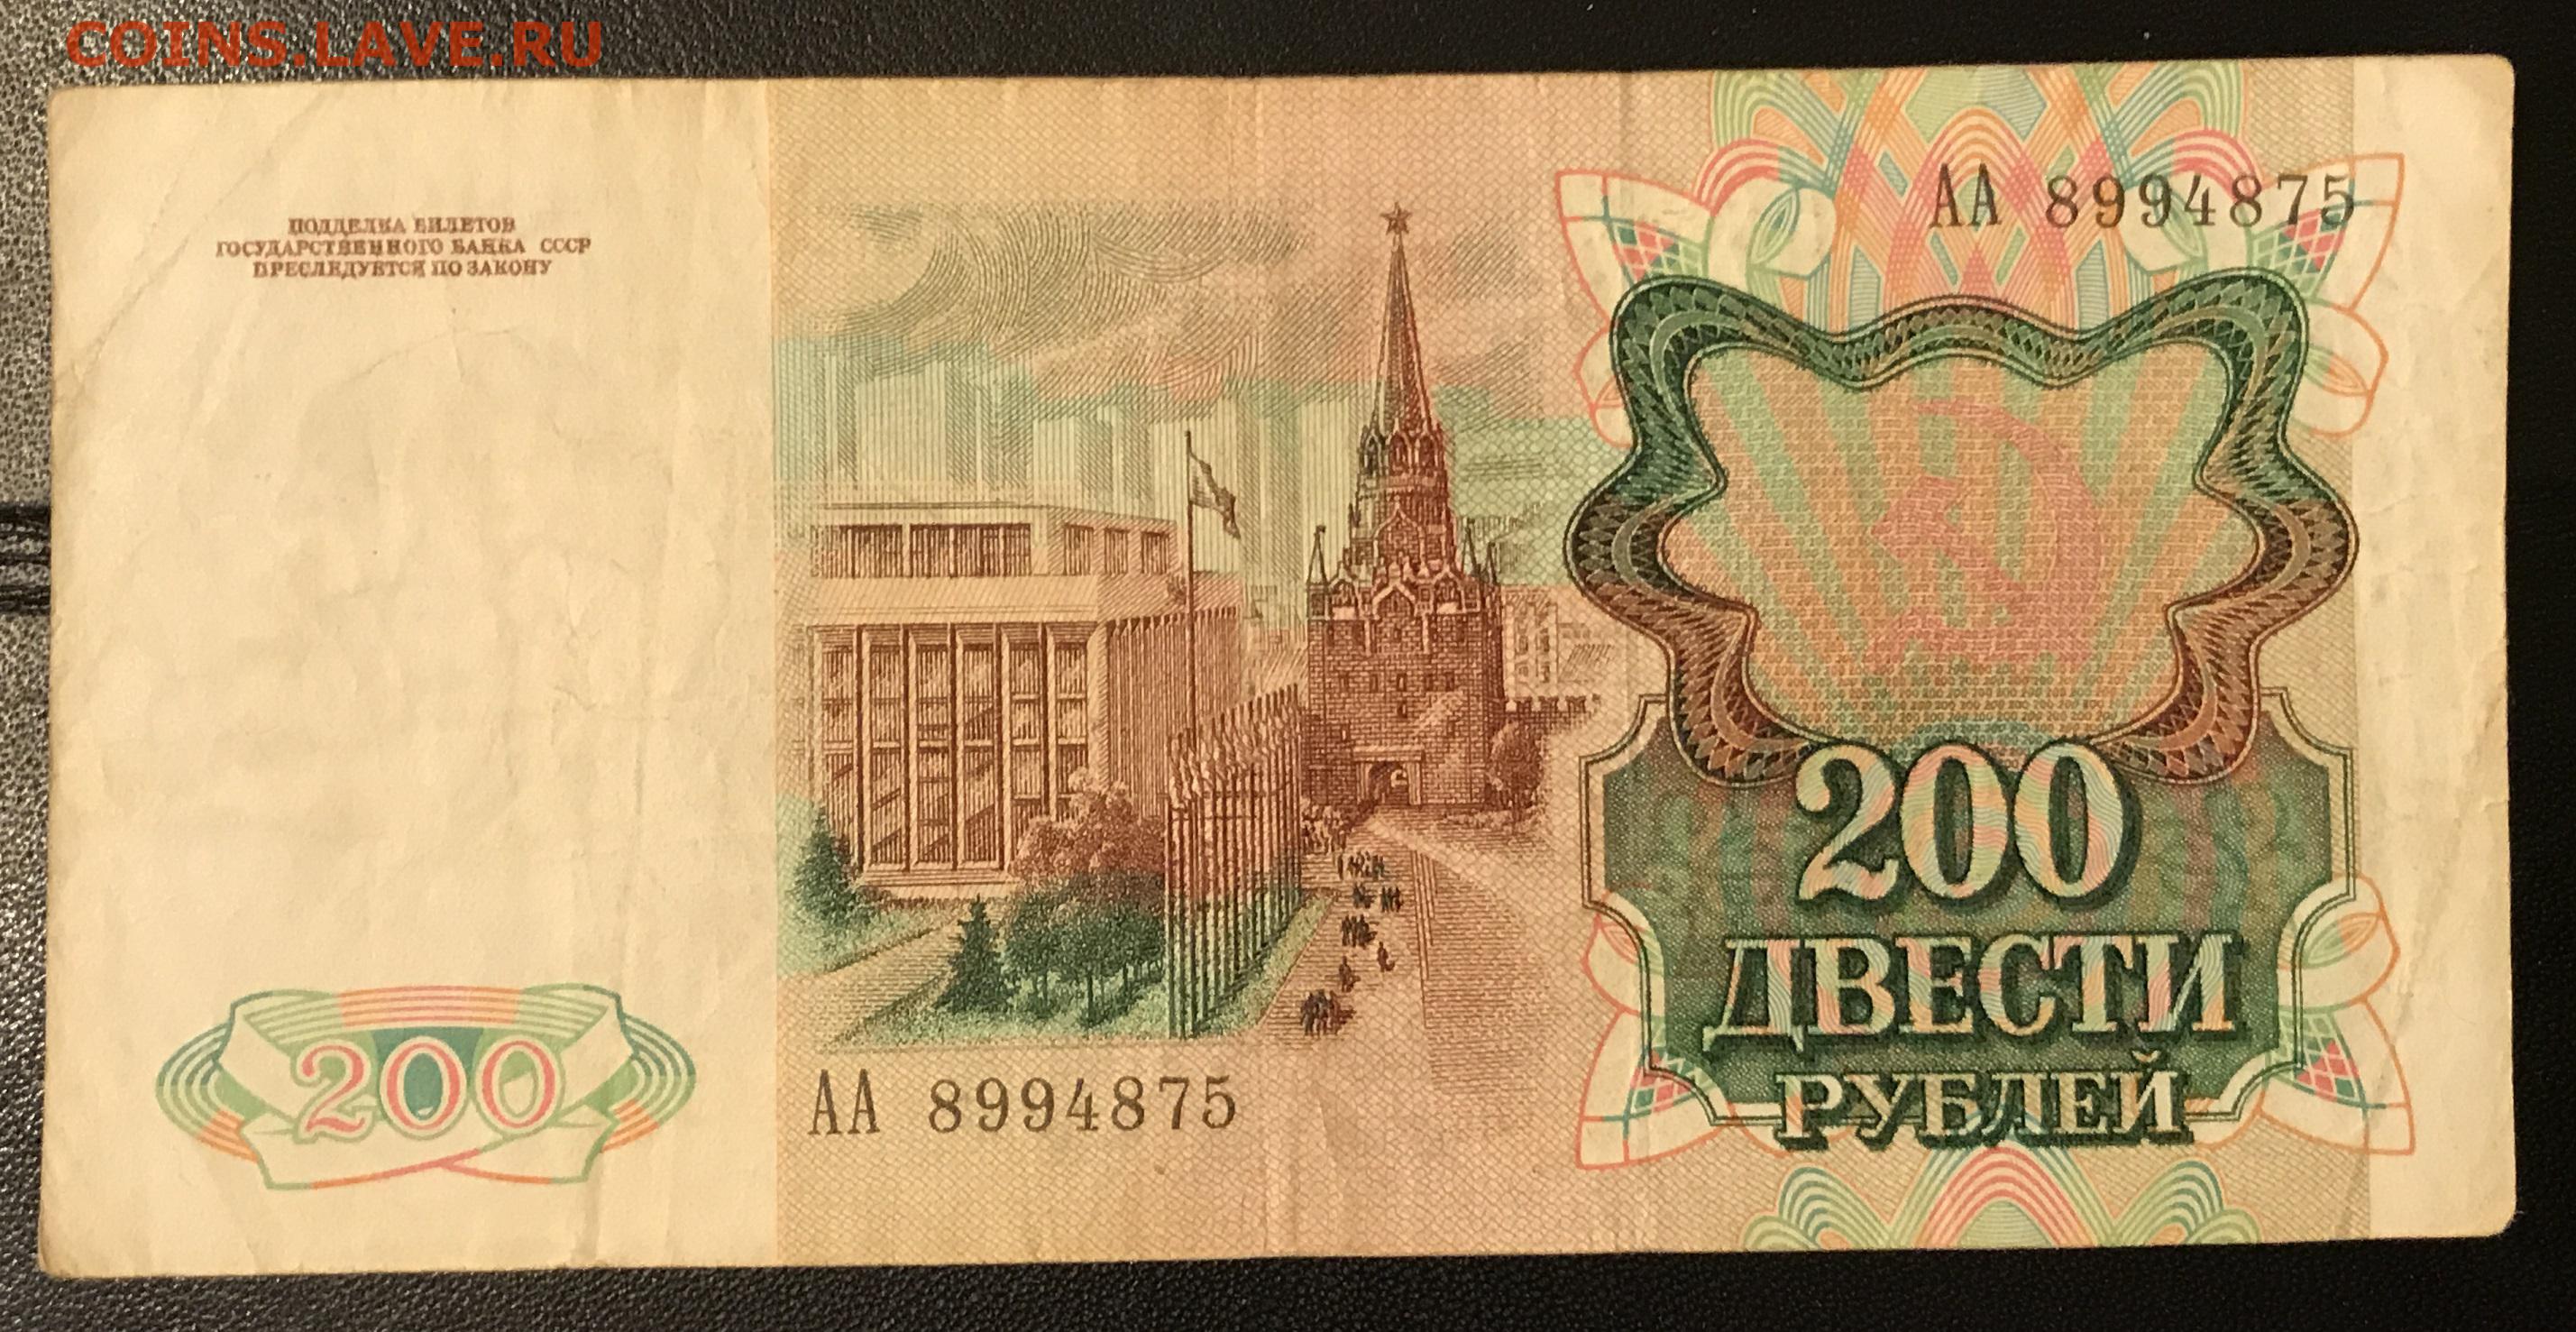 COINS.LAVE.RU
ПОДДЕЛКА БИЛЕТОВ
ГОСУДАРСТВЕННОГО БАНКА СССР
ПРЕСЛЕДУЕТСЯ ПО ЗАКОНУ
АА 8994875
200
ДВЕСТИ
РУБЛЕЙ
200
АА 8994875